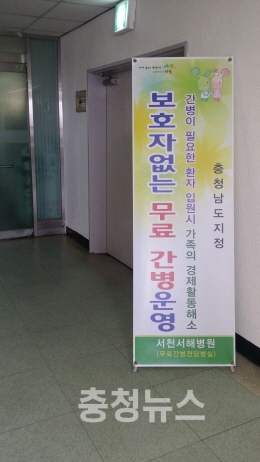 충청남도지정
간병이 필요한 환자 입원시 가족의 경제활동해소
보호자없는 무료 간병운영
서천서해병원
(무료간병전담병실)
충청뉴스